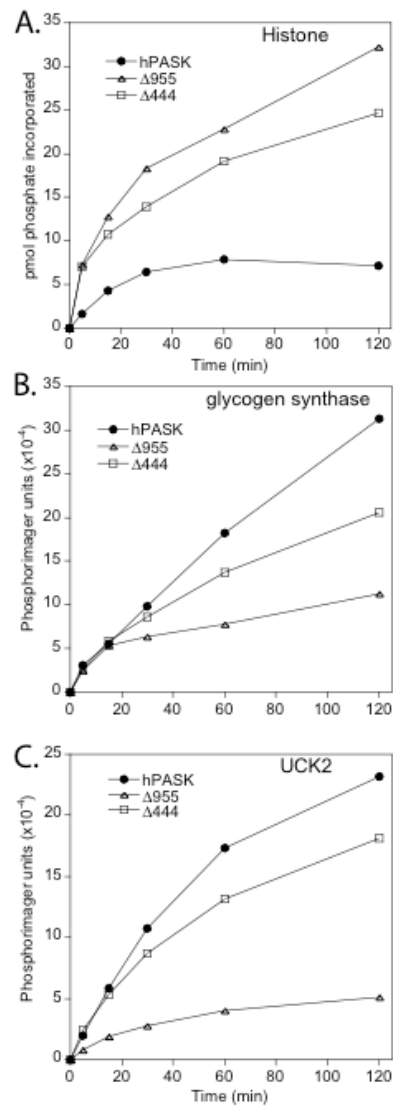 A.
Histone
hPASK
Δ955
Δ444
pmol phosphate incorporated
35
30
25
20
15
10
5
0
0 20 40 60 80 100 120
Time (min)
B.
glycogen synthase
hPASK
Δ955
Δ444
Phosphorimager units (x10⁻⁴)
35
30
25
20
15
10
5
0
0 20 40 60 80 100 120
Time (min)
C.
UCK2
hPASK
Δ955
Δ444
Phosphorimager units (x10⁻⁴)
25
20
15
10
5
0
0 20 40 60 80 100 120
Time (min)